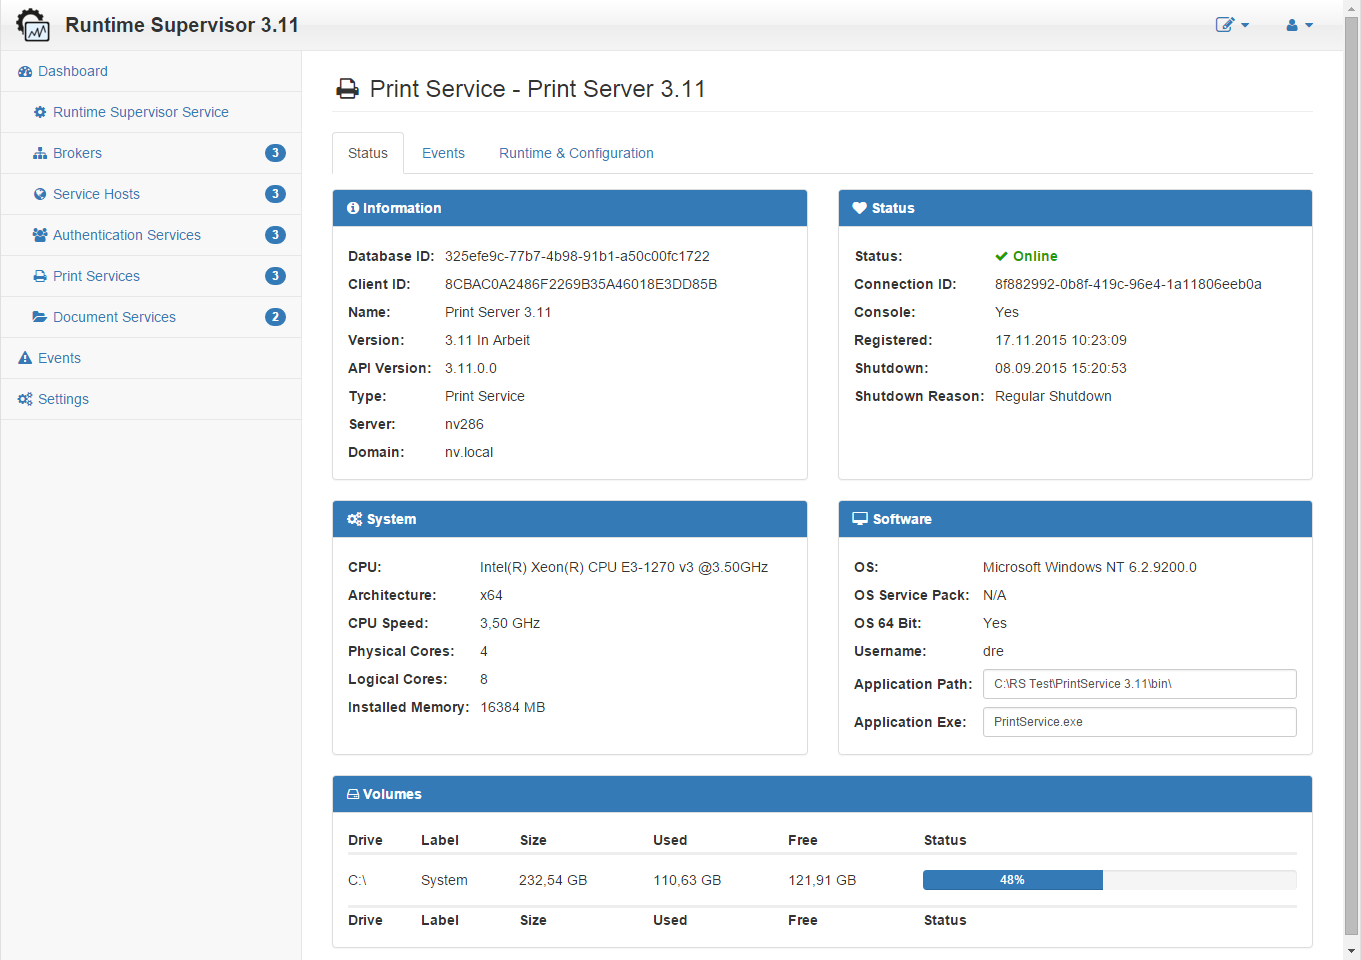 Runtime Supervisor 3.11
Dashboard
Runtime Supervisor Service
Brokers 3
Service Hosts 3
Authentication Services 3
Print Services 3
Document Services 2
Events
Settings
Print Service - Print Server 3.11
Status Events Runtime & Configuration
Information
Database ID: 325efe9c-77b7-4b98-91b1-a50c00fc1722
Client ID: 8CBAC0A2486F2269B35A46018E3DD85B
Name: Print Server 3.11
Version: 3.11 In Arbeit
API Version: 3.11.0.0
Type: Print Service
Server: nv286
Domain: nv.local
Status
Status: Online
Connection ID: 8f882992-0b8f-419c-96e4-1a11806eeb0a
Console: Yes
Registered: 17.11.2015 10:23:09
Shutdown: 08.09.2015 15:20:53
Shutdown Reason: Regular Shutdown
System
CPU: Intel(R) Xeon(R) CPU E3-1270 v3 @3.50GHz
Architecture: x64
CPU Speed: 3,50 GHz
Physical Cores: 4
Logical Cores: 8
Installed Memory: 16384 MB
Software
OS: Microsoft Windows NT 6.2.9200.0
OS Service Pack: N/A
OS 64 Bit: Yes
Username: dre
Application Path: C:\RS Test\PrintService 3.11\bin\
Application Exe: PrintService.exe
Volumes
Drive Label Size Used Free Status
C:\ System 232,54 GB 110,63 GB 121,91 GB 48%
Drive Label Size Used Free Status